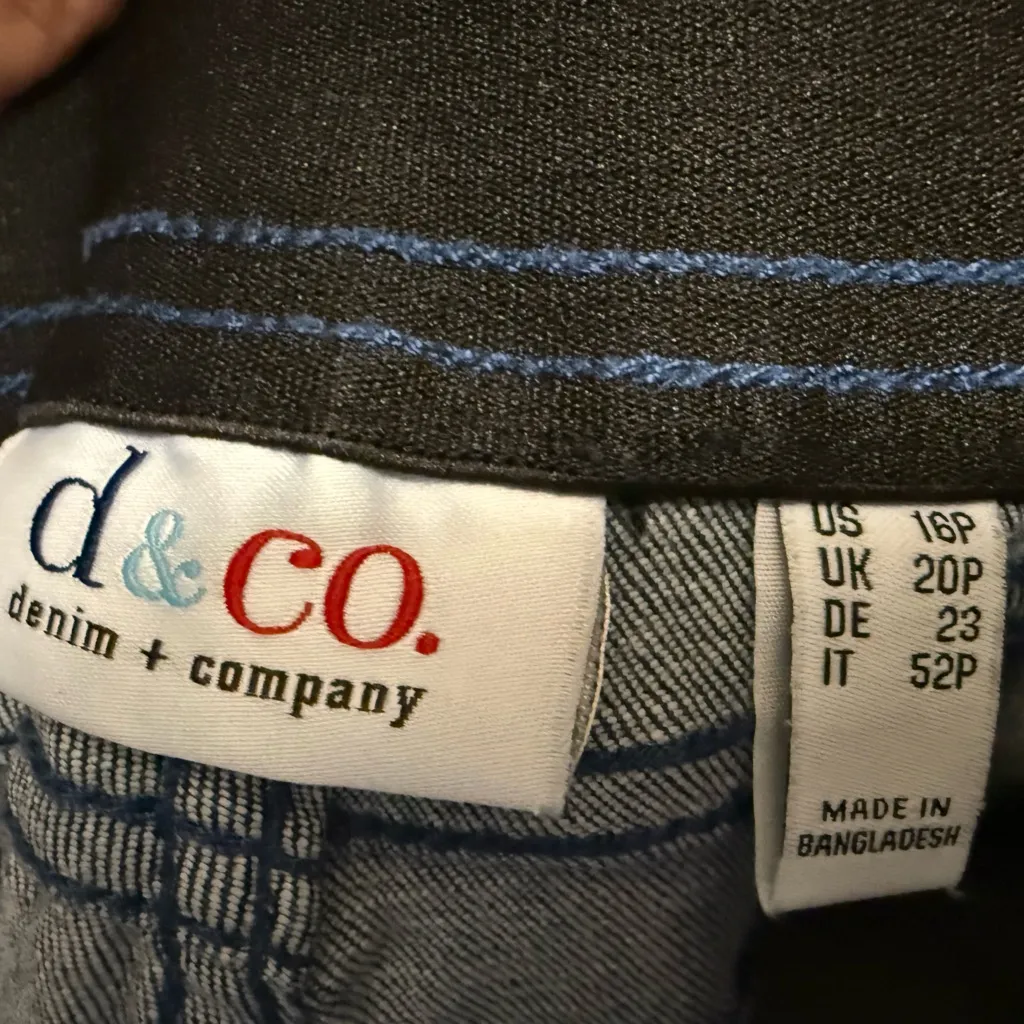 d & co.
denim + company
US 16P
UK 20P
DE 23
IT 52P
MADE IN
BANGLADESH